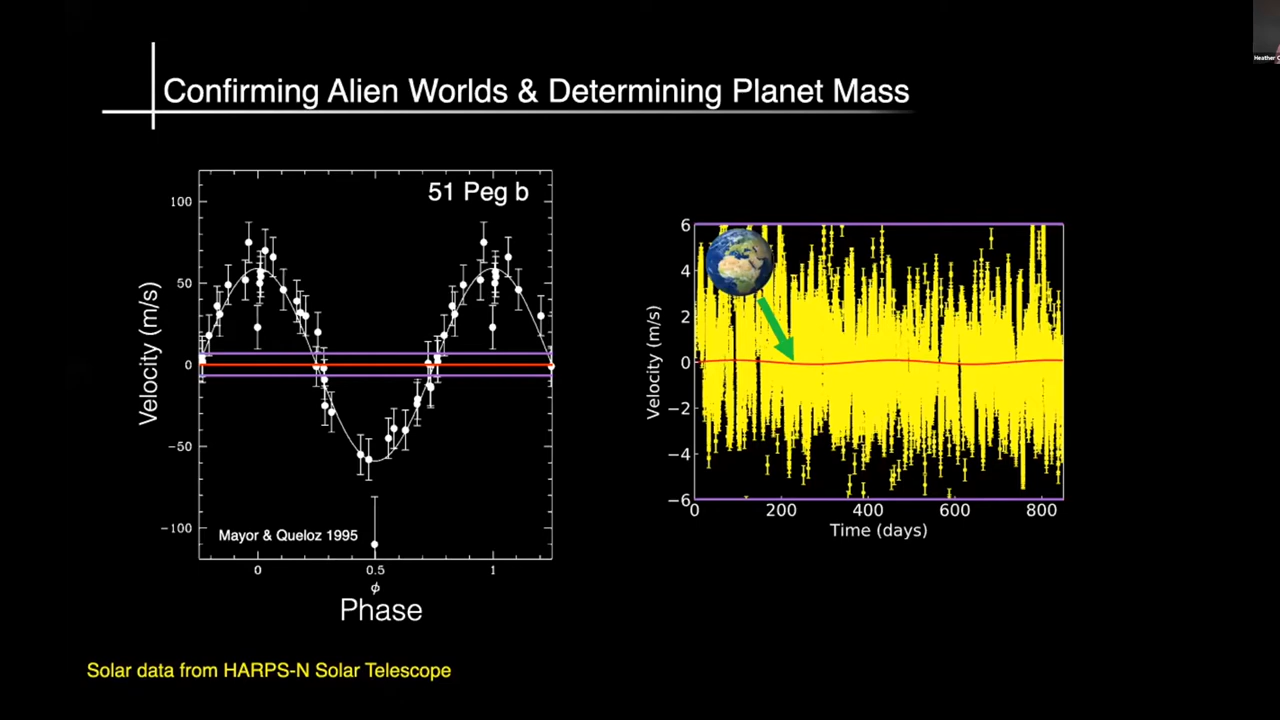 Heather
Confirming Alien Worlds & Determining Planet Mass
51 Peg b
100
50
0
−50
−100
Velocity (m/s)
Mayor & Queloz 1995
0
0.5
1
ϕ
Phase
6
4
2
0
−2
−4
−6
Velocity (m/s)
0
200
400
600
800
Time (days)
Solar data from HARPS-N Solar Telescope